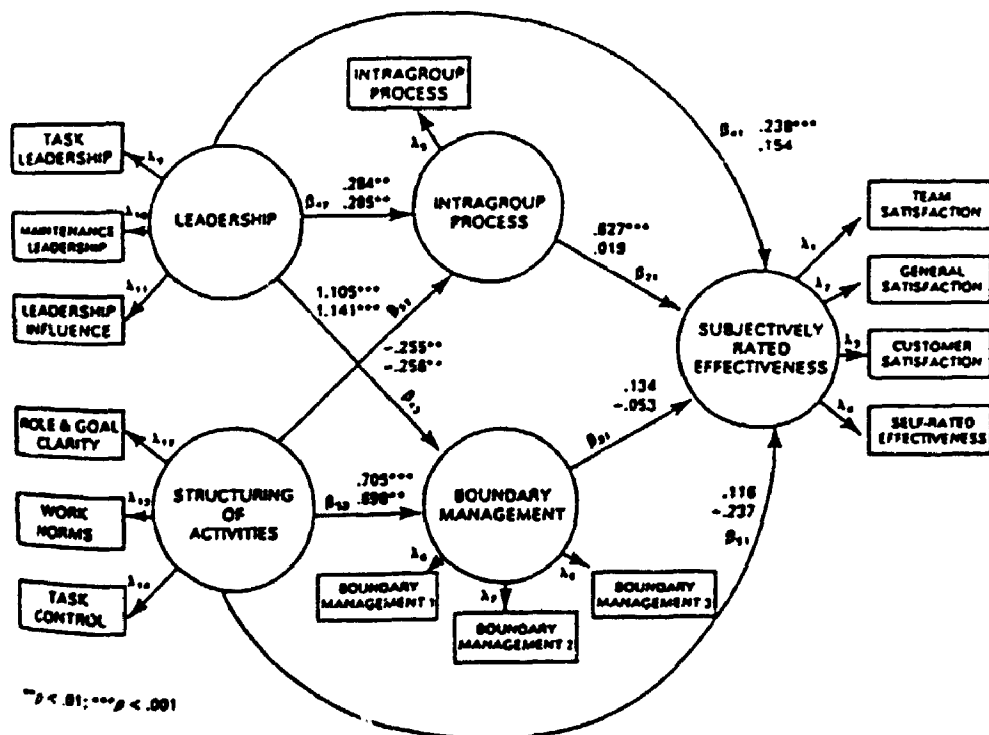 INTRAGROUP
PROCESS
TASK
LEADERSHIP
MAINTENANCE
LEADERSHIP
LEADERSHIP
INFLUENCE
LEADERSHIP
.284**
.285**
INTRAGROUP
PROCESS
.238***
.154
TEAM
SATISFACTION
GENERAL
SATISFACTION
CUSTOMER
SATISFACTION
SELF-RATED
EFFECTIVENESS
.827***
.019
SUBJECTIVELY
RATED
EFFECTIVENESS
1.105***
1.141***
-.255**
-.258**
.134
-.053
ROLE & GOAL
CLARITY
WORK
NORMS
TASK
CONTROL
STRUCTURING
OF
ACTIVITIES
.705***
BOUNDARY
MANAGEMENT
.116
-.237
BOUNDARY
MANAGEMENT 1
BOUNDARY
MANAGEMENT 2
BOUNDARY
MANAGEMENT 3
**p < .01; ***p < .001